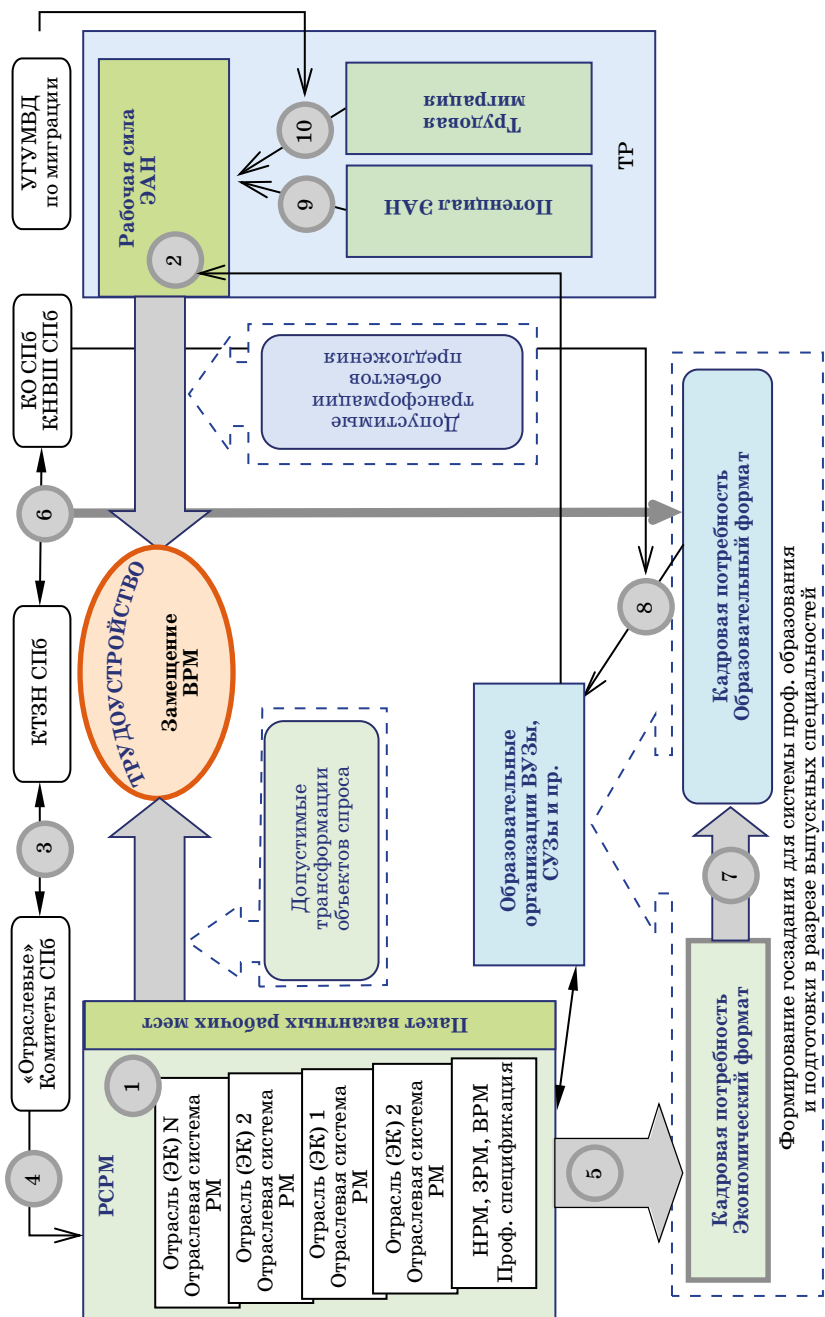 «Отраслевые»
Комитеты СПб
КТЗН СПб
КО СПб
КНВШ СПб
УГУМВД
по миграции
4
3
6
РСРМ
1
Отрасль (ЭК) N
Отраслевая система
РМ
Отрасль (ЭК) 2
Отраслевая система
РМ
Отрасль (ЭК) 1
Отраслевая система
РМ
Отрасль (ЭК) 2
Отраслевая система
РМ
НРМ, ЗРМ, ВРМ
Проф. спецификация
Пакет вакантных рабочих мест
Допустимые
трансформации
объектов спроса
ТРУДОУСТРОЙСТВО
Замещение
ВРМ
Допустимые
трансформации
объектов
предложения
Рабочая сила
ЭАН
2
9
10
Потенциал ЭАН
Трудовая
миграция
ТР
Образовательные
организации ВУЗы,
СУЗы и пр.
8
5
Кадровая потребность
Экономический формат
7
Кадровая потребность
Образовательный формат
Формирование госзадания для системы проф. образования
и подготовки в разрезе выпускных специальностей